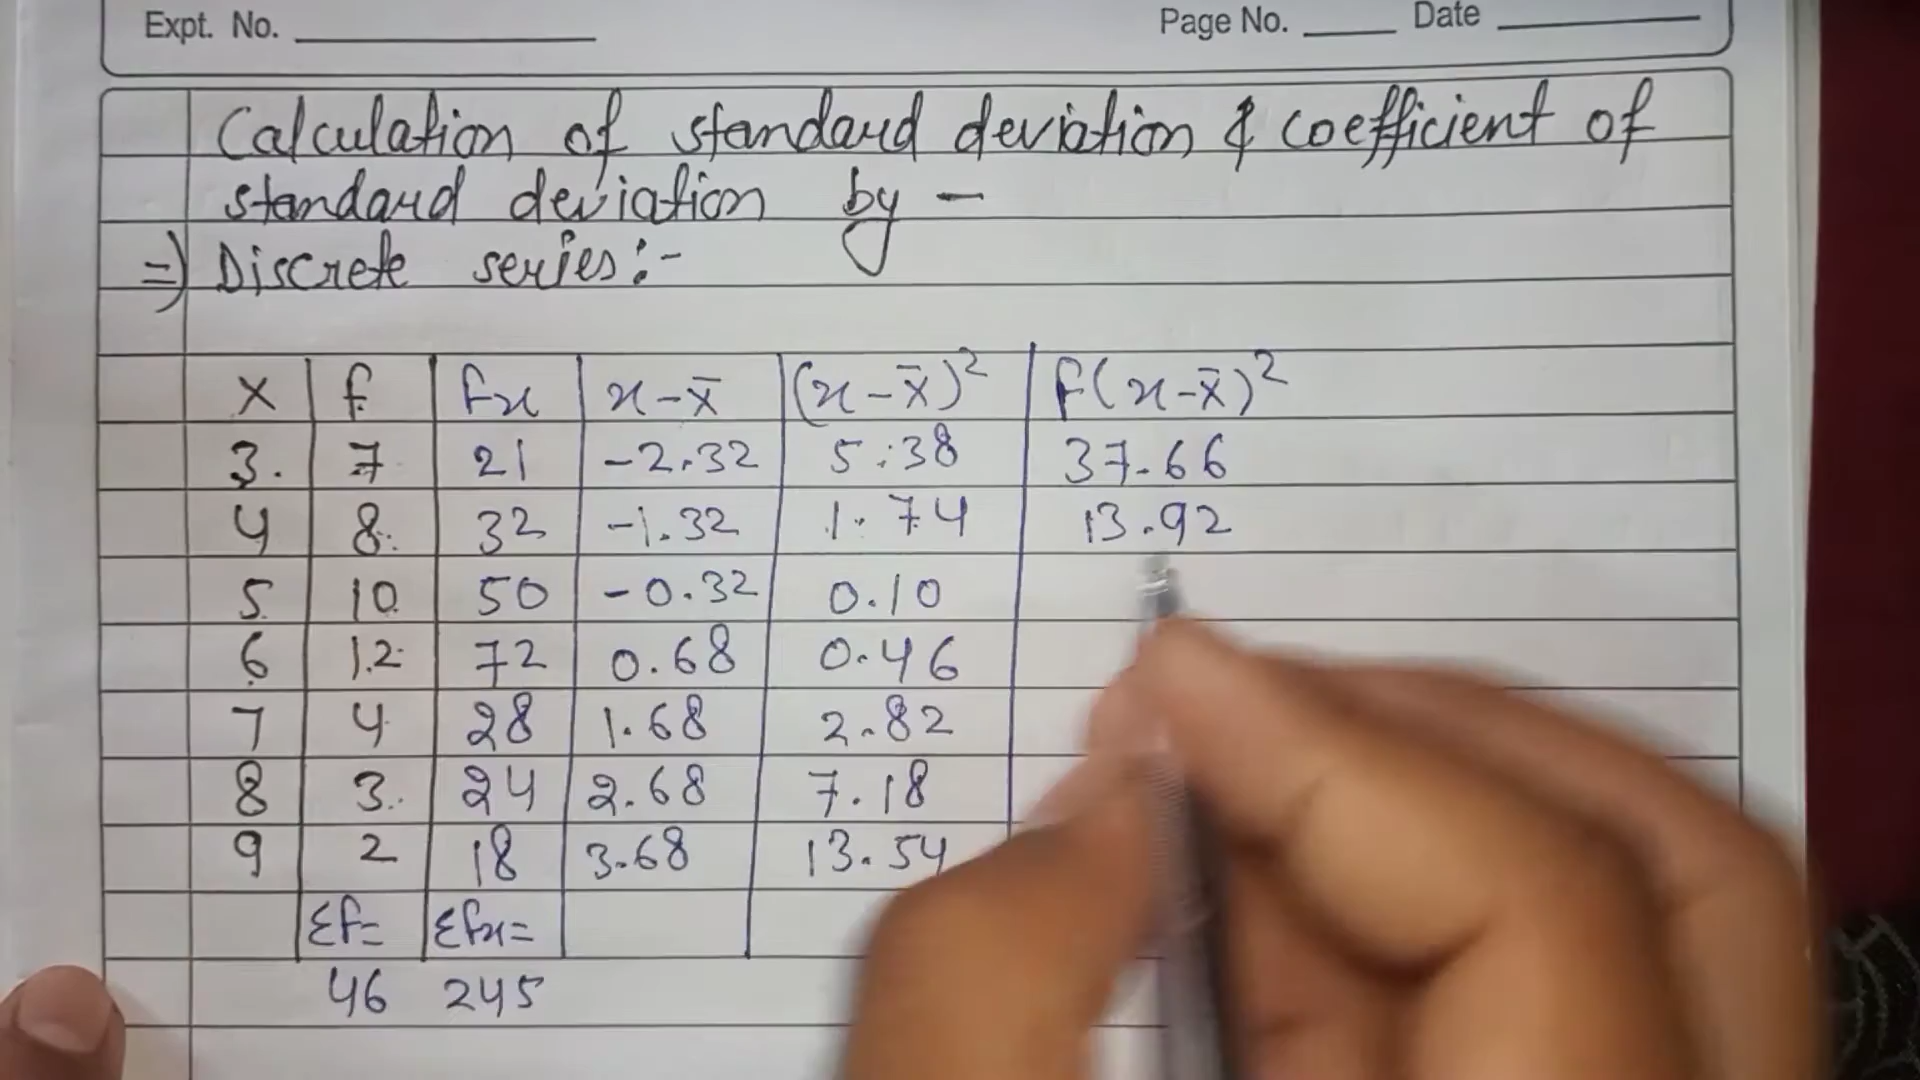 Expt. No.
Page No. Date
Calculation of standard deviation & coefficient of
standard deviation by -
=) Discrete series:-
X f fx x-x̄ (x-x̄)² F(x-x̄)²
3. 7 21 -2.32 5.38 37.66
4 8. 32 -1.32 1.74 13.92
5. 10 50 -0.32 0.10
6 12 72 0.68 0.46
7 4 28 1.68 2.82
8 3. 24 2.68 7.18
9 2 18 3.68 13.54
Σf= Σfx=
46 245